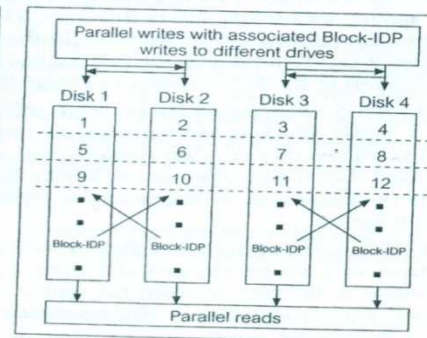 Parallel writes with associated Block-IDP
writes to different drives
Disk 1 Disk 2 Disk 3 Disk 4
1 2 3 4
5 6 7 8
9 10 11 12
Block-IDP Block-IDP Block-IDP Block-IDP
Parallel reads